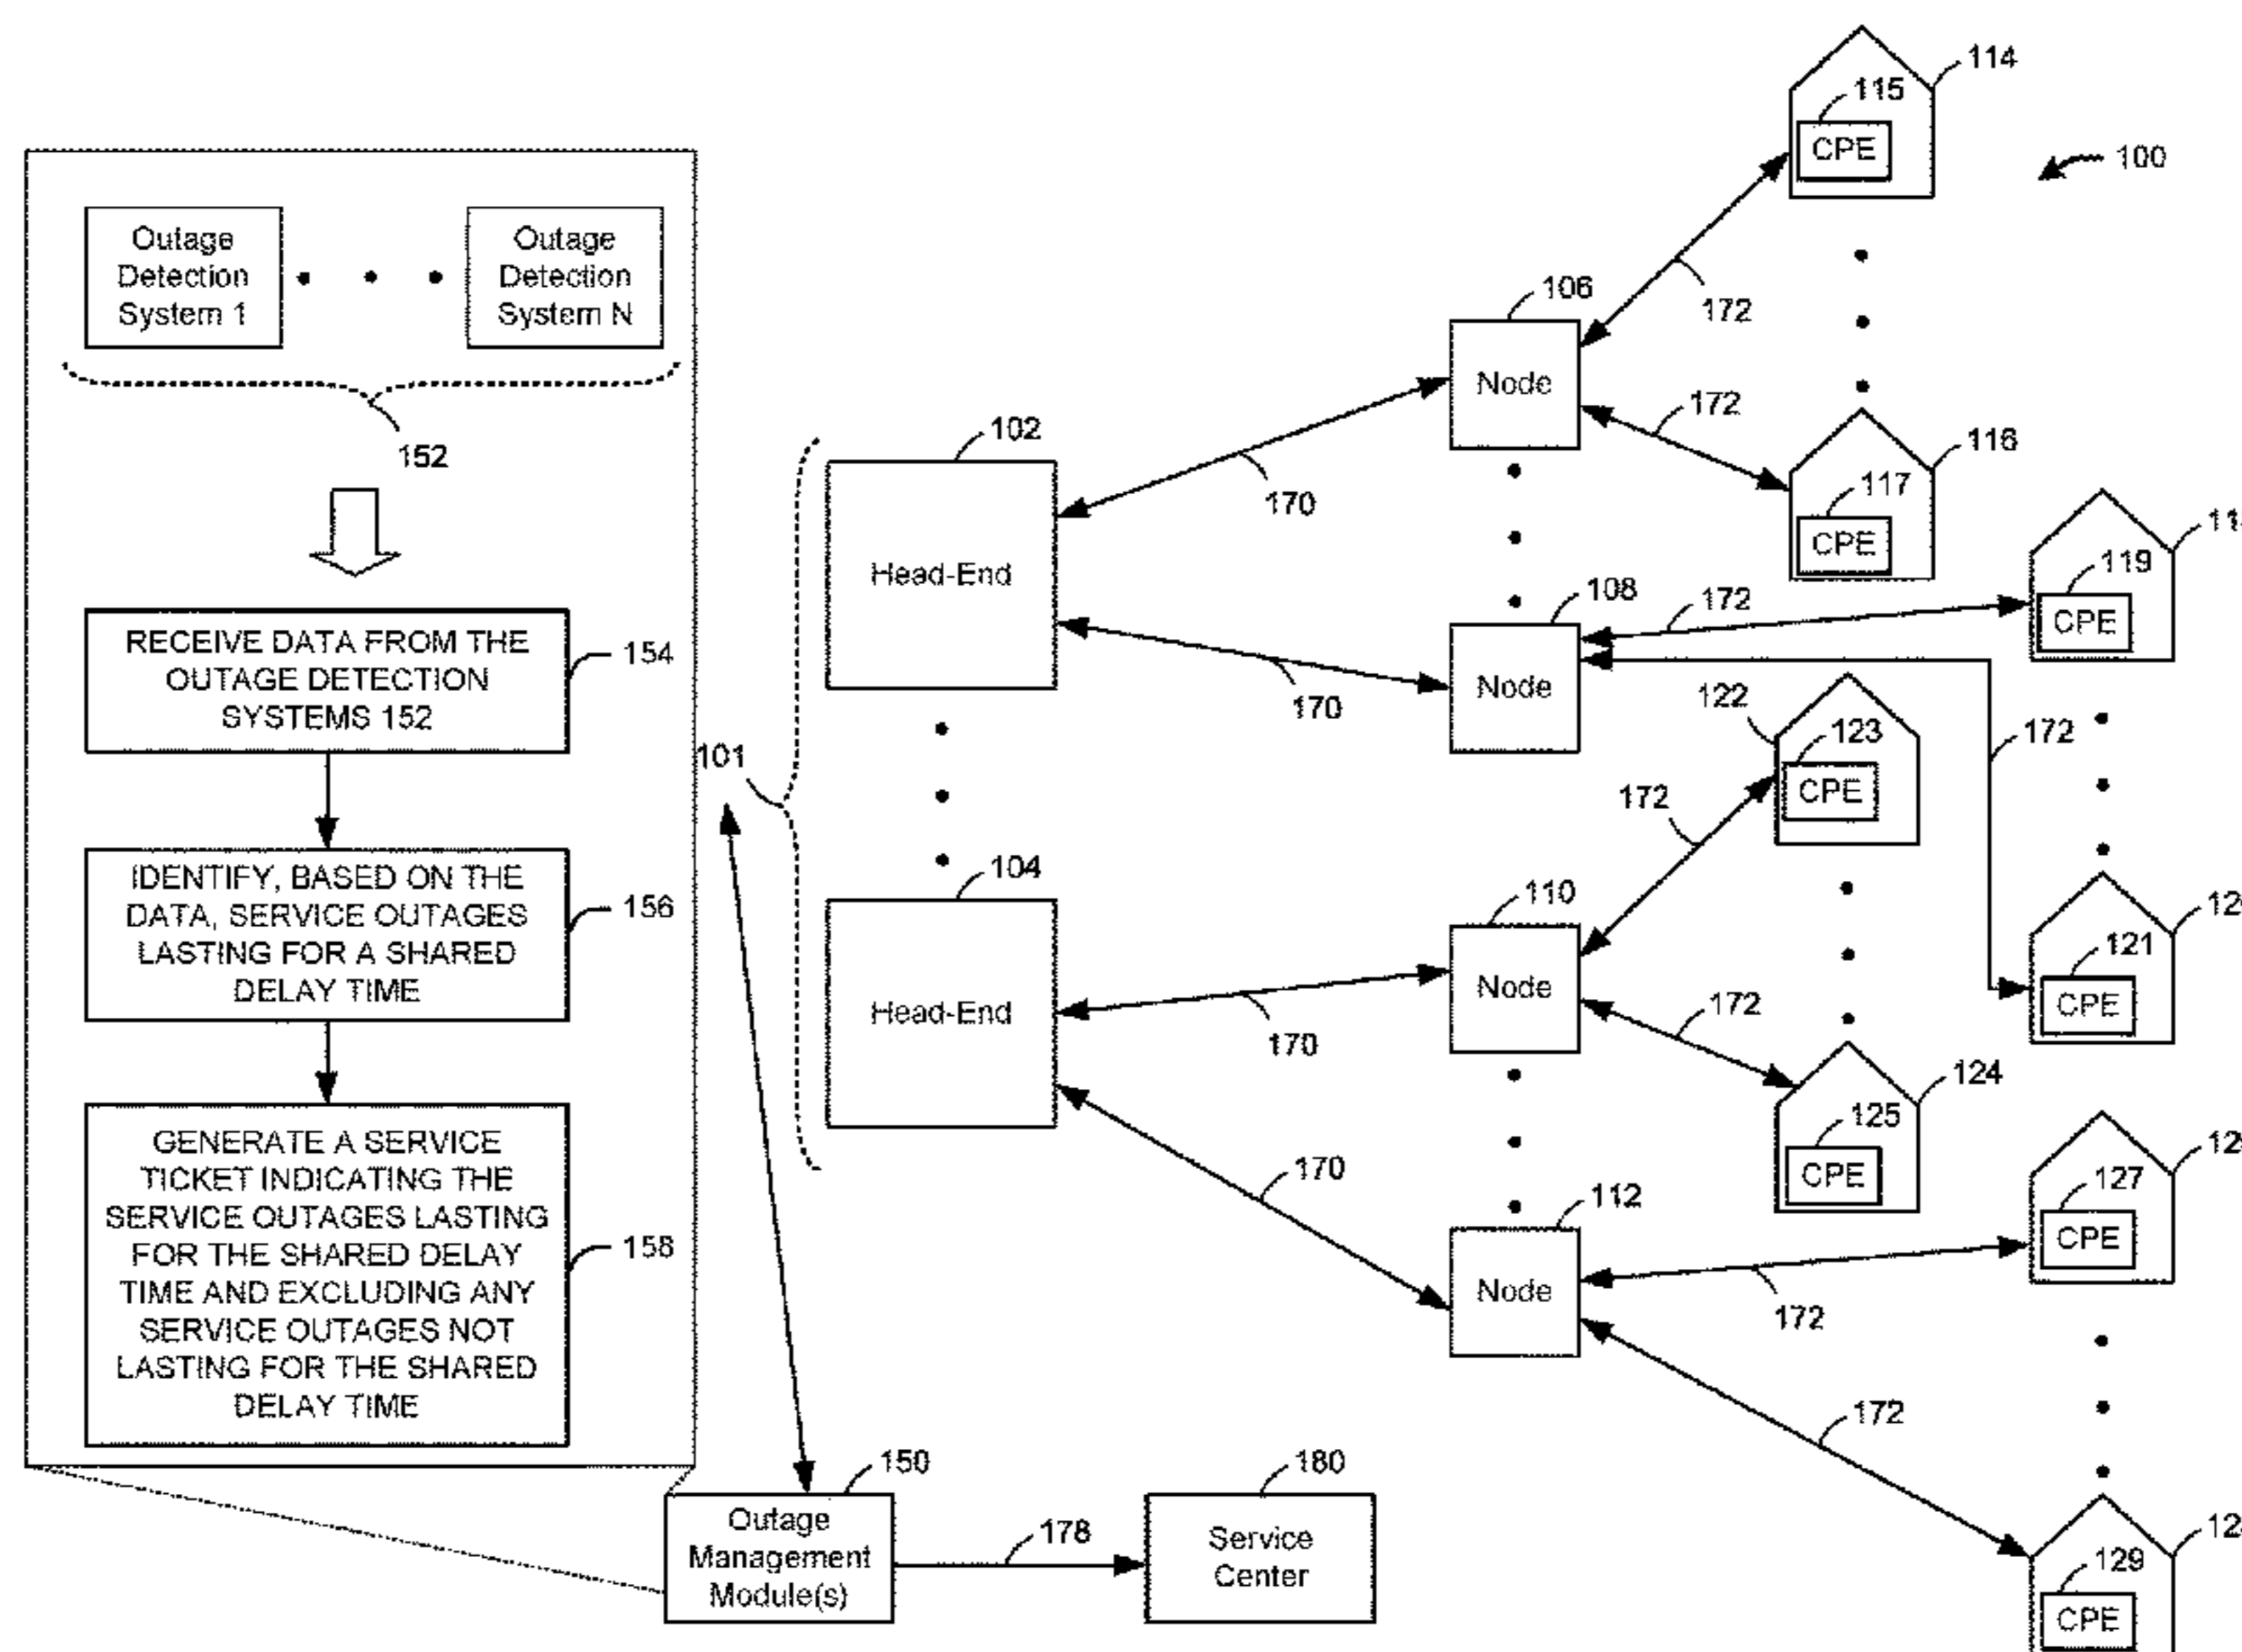 Outage
Detection
System 1
Outage
Detection
System N
152
RECEIVE DATA FROM THE
OUTAGE DETECTION
SYSTEMS 152
154
IDENTIFY, BASED ON THE
DATA, SERVICE OUTAGES
LASTING FOR A SHARED
DELAY TIME
156
GENERATE A SERVICE
TICKET INDICATING THE
SERVICE OUTAGES LASTING
FOR THE SHARED DELAY
TIME AND EXCLUDING ANY
SERVICE OUTAGES NOT
LASTING FOR THE SHARED
DELAY TIME
158
101
102
Head-End
104
Head-End
170
170
170
170
106
Node
108
Node
110
Node
112
Node
172
172
172
172
172
172
172
172
114
115
CPE
100
116
117
CPE
119
CPE
122
123
CPE
121
CPE
124
125
CPE
127
CPE
129
CPE
150
Outage
Management
Module(s)
178
180
Service
Center